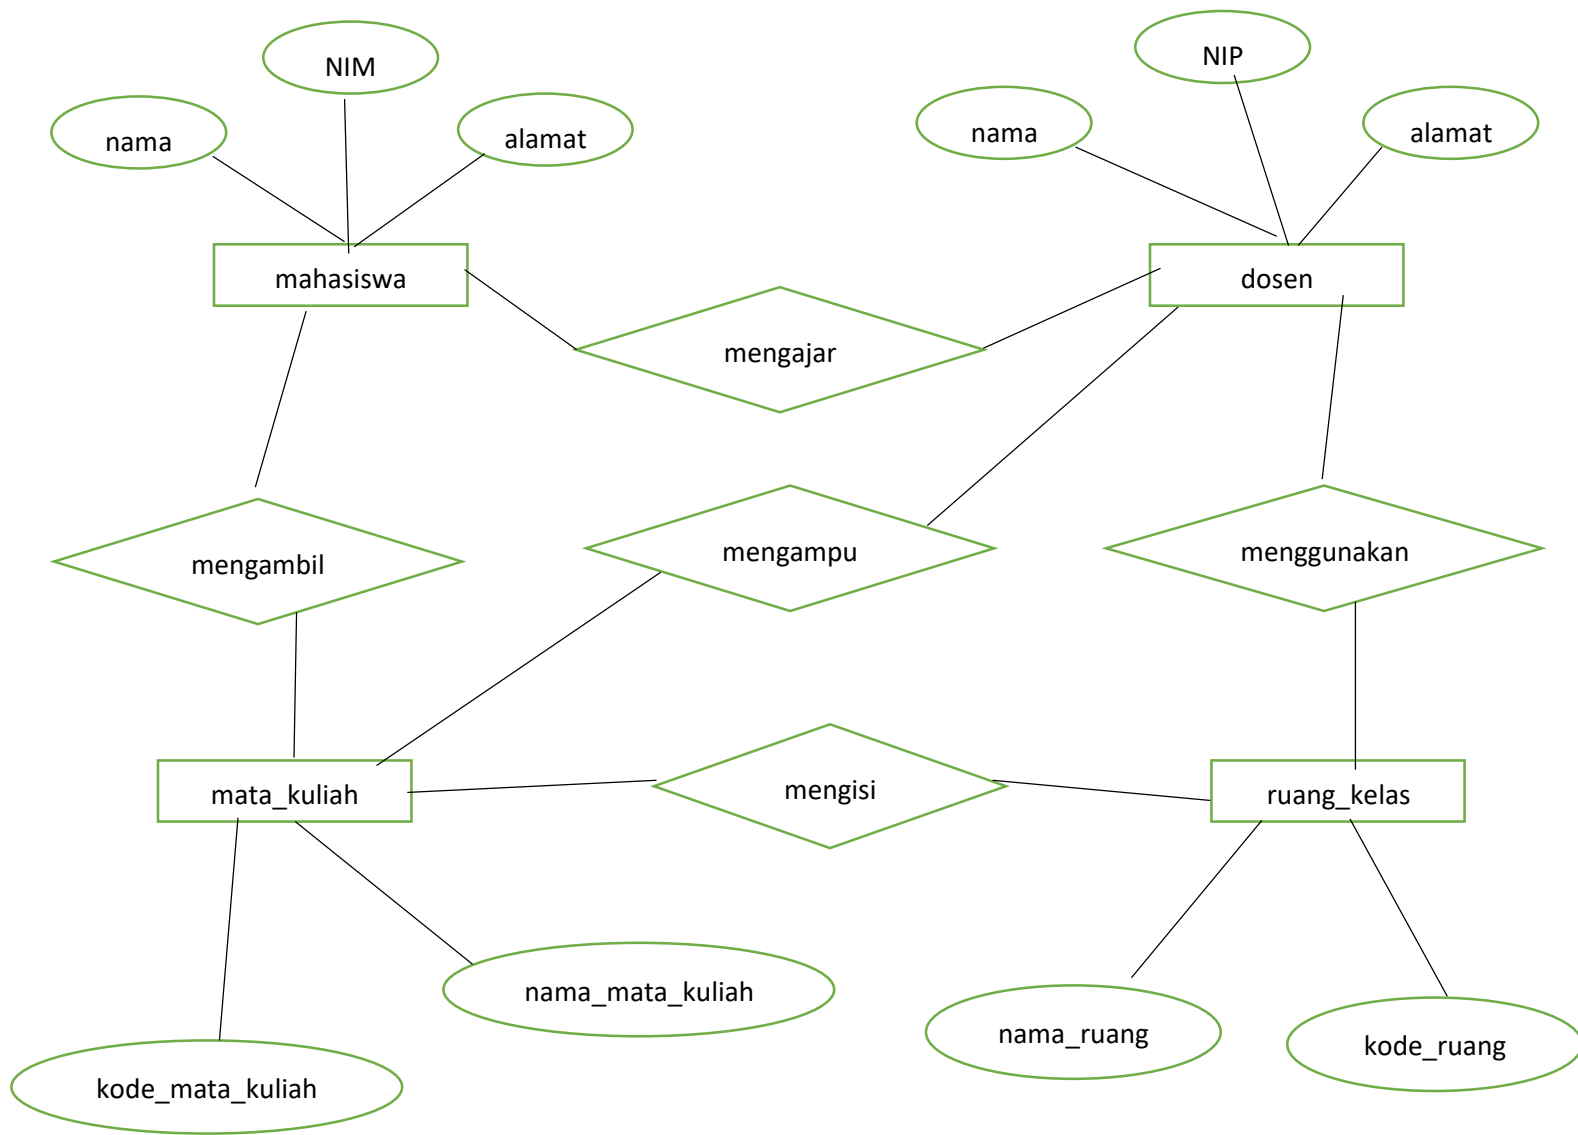 NIM
NIP
nama
alamat
nama
alamat
mahasiswa
dosen
mengajar
mengambil
mengampu
menggunakan
mata_kuliah
mengisi
ruang_kelas
nama_mata_kuliah
nama_ruang
kode_ruang
kode_mata_kuliah